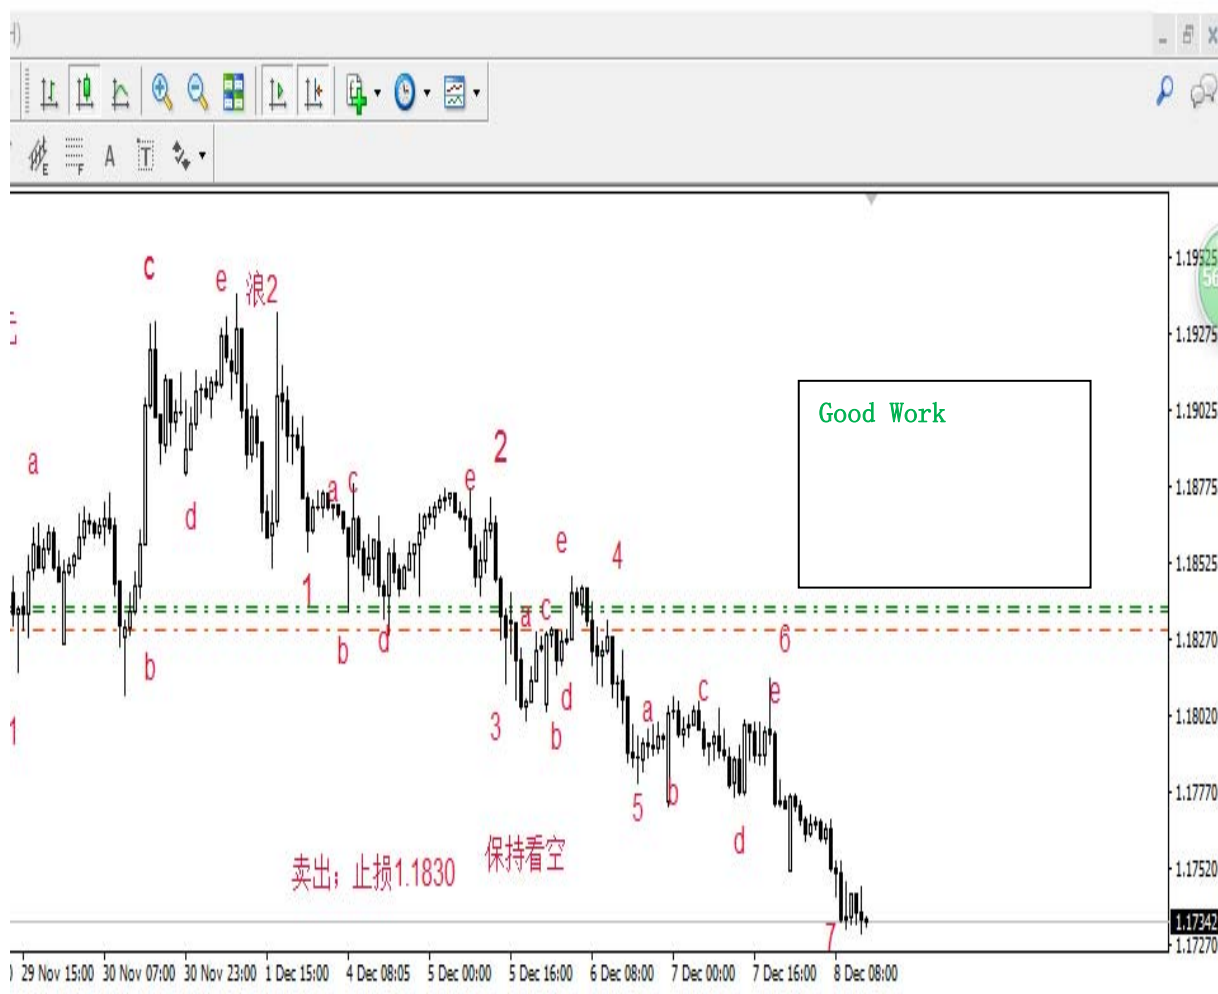 H)
E
F
A
T
c
e
浪2
1.19525
56
1.19275
Good Work
1.19025
2
a
e
a
c
1.18775
d
e
4
1.18525
1
a
c
b
d
6
1.18270
b
d
c
e
3
a
1.18020
1
b
5
b
1.17770
d
保持看空
卖出；止损1.1830
1.17520
7
1.17342
1.17270
29 Nov 15:00
30 Nov 07:00
30 Nov 23:00
1 Dec 15:00
4 Dec 08:05
5 Dec 00:00
5 Dec 16:00
6 Dec 08:00
7 Dec 00:00
7 Dec 16:00
8 Dec 08:00